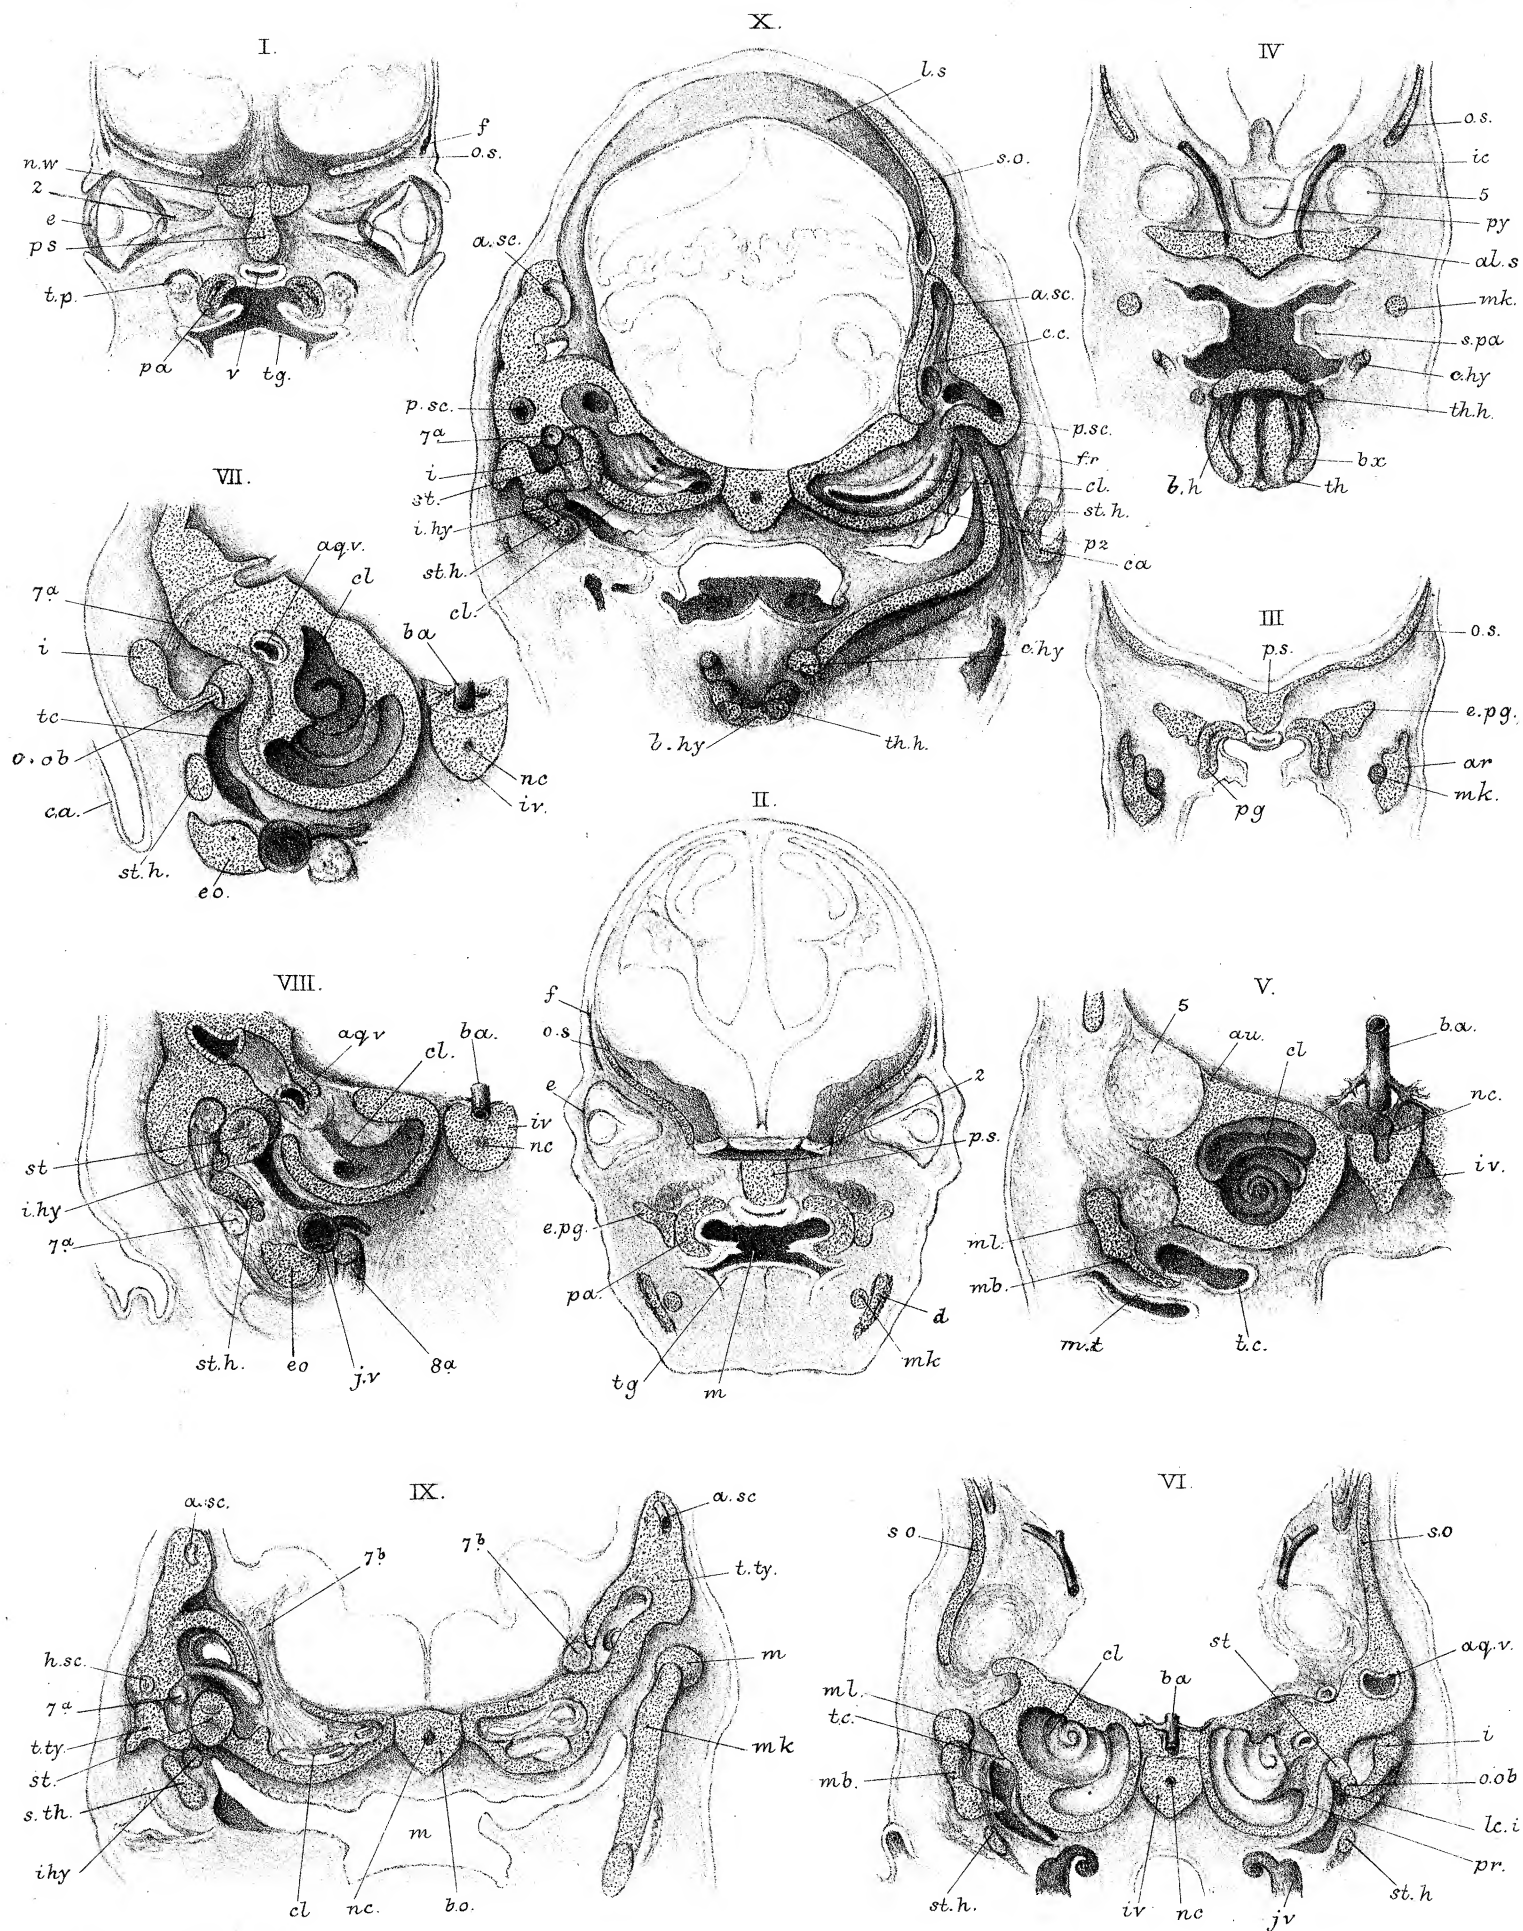 X.
l.s
s.o.
a.sc.
a.sc.
c.c.
p.sc.
7a
i
st.
i.hy
st.h.
cl.
p.sc.
f.r
cl.
st.h.
p2
ca
c.hy
b.hy
th.h.
I.
f
o.s.
n.w
2
e
p s
t.p.
pa
v
tg.
IV
o.s.
ic
5
py
al.s
mk.
s.pa
c.hy
th.h.
b.h
th
bx
VII.
aq.v.
cl
7a
i
ba
tc
o.ob
c.a.
st.h.
eo.
nc
iv.
III
o.s.
p.s.
e.pg.
ar
mk.
pg
II.
f
o.s
e
2
p.s.
e.pg.
pa.
d
mk
tg
m
VIII.
aq.v
b.a.
cl.
iv
nc
st
i.hy
7a
st.h.
eo
j.v
8a
V.
5
au.
cl
b.a.
nc.
iv.
ml.
mb.
m.t
t.c.
IX.
a.sc.
a.sc
7b
7b
t.ty.
h.sc.
7a
t.ty.
st.
s.th.
ihy
m
mk
m
cl
nc.
b.o.
VI.
s o
s.o
cl
b a
st
aq.v.
ml.
t.c.
mb.
i
o.ob
lc.i
pr.
st.h.
iv
nc
jv
st.h